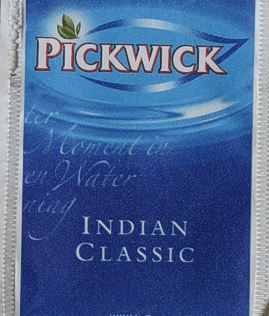 PICKWICK
Moment in
Water
INDIAN
CLASSIC